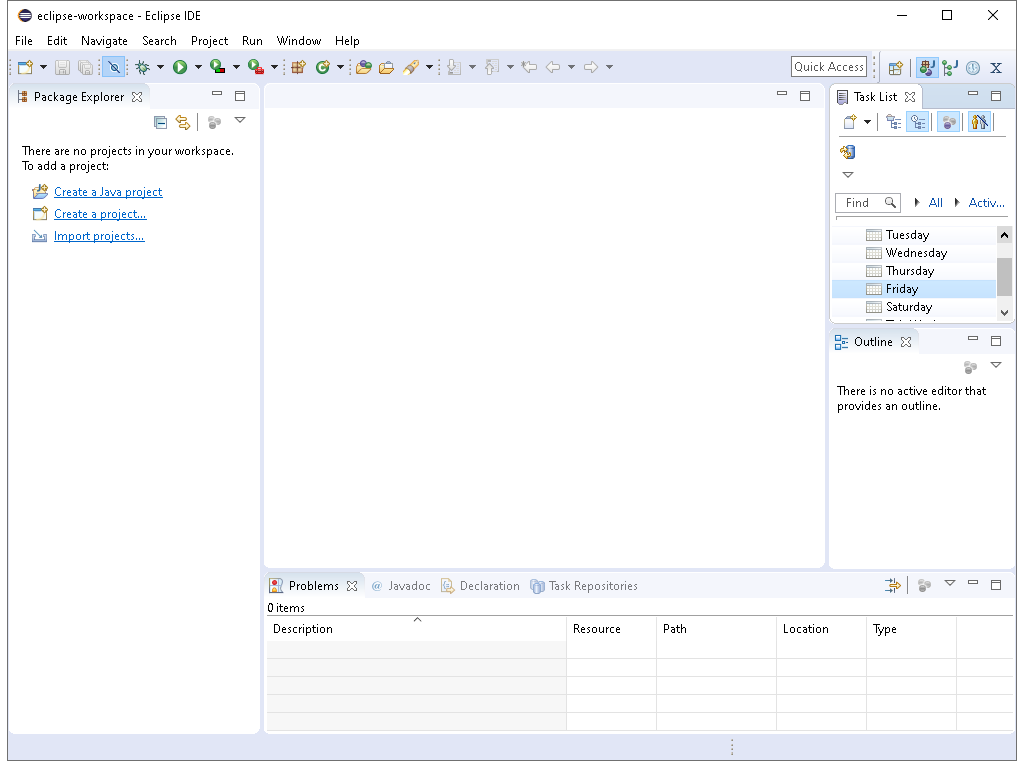 eclipse-workspace - Eclipse IDE
File Edit Navigate Search Project Run Window Help
Quick Access
Package Explorer
There are no projects in your workspace.
To add a project:
Create a Java project
Create a project...
Import projects...
Task List
Find All Activ...
Tuesday
Wednesday
Thursday
Friday
Saturday
Outline
There is no active editor that
provides an outline.
Problems @ Javadoc Declaration Task Repositories
0 items
Description Resource Path Location Type